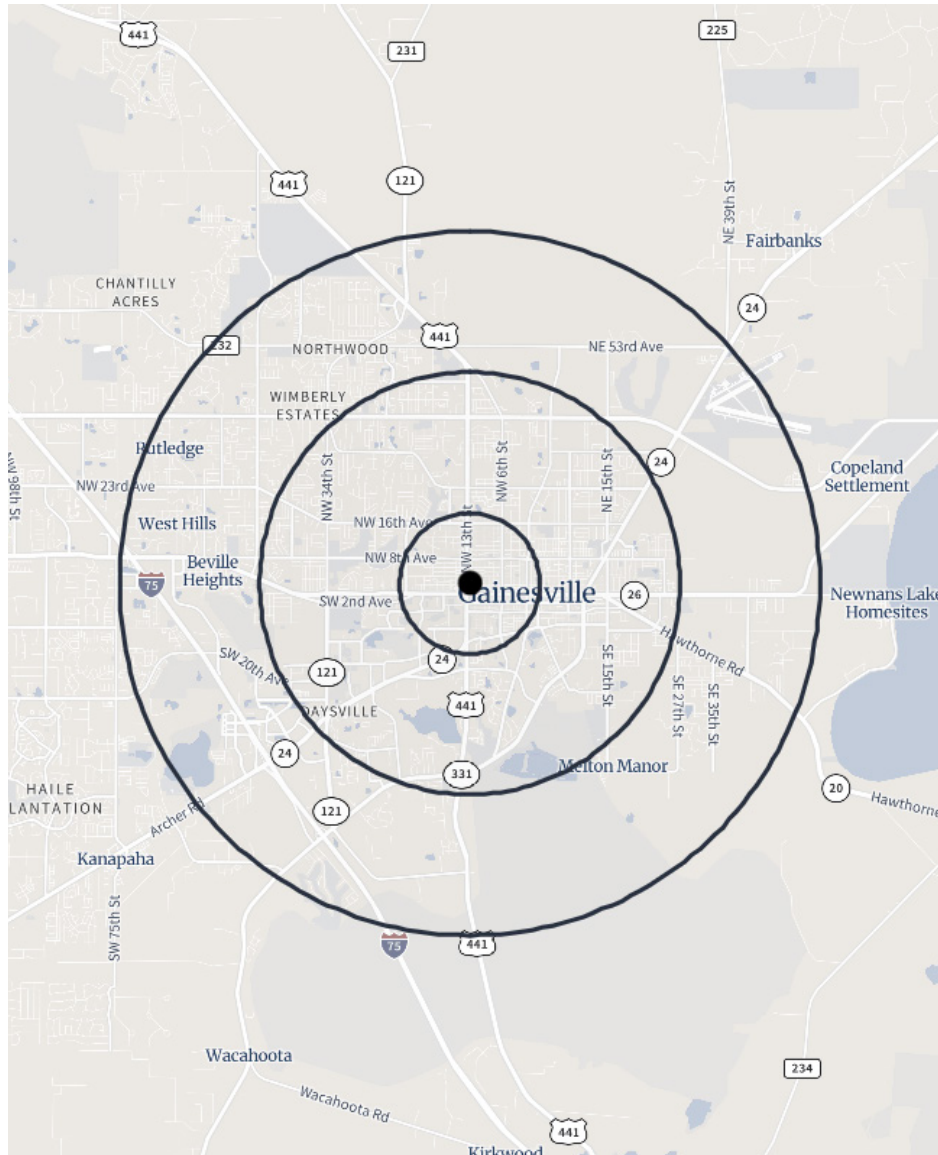 225
441
231
121
441
NE 39th St
Fairbanks
CHANTILLY
ACRES
24
441
232
NORTHWOOD
NE 53rd Ave
WIMBERLY
ESTATES
Rutledge
NW 98th St
NW 34th St
NW 6th St
NE 15th St
24
Copeland
Settlement
NW 23rd Ave
West Hills
NW 16th Ave
NW 13th St
NW 8th Ave
Beville
Heights
75
Gainesville
26
SW 2nd Ave
Newnans Lake
Homesites
Hawthorne Rd
24
SW 20th Ave
121
SE 15th St
SE 27th St
SE 35th St
441
DAYSVILLE
24
331
Melton Manor
HAILE
LANTATION
121
20
Hawthorne
Archer Rd
Kanapaha
SW 75th St
75
441
Wacahoota
234
Wacahoota Rd
441
Kirkwood